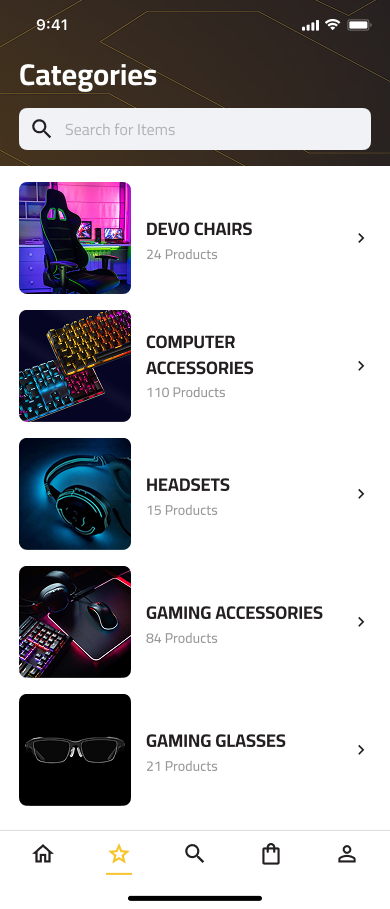 9:41
Categories
Search for Items
DEVO CHAIRS
24 Products
COMPUTER
ACCESSORIES
110 Products
HEADSETS
15 Products
GAMING ACCESSORIES
84 Products
GAMING GLASSES
21 Products